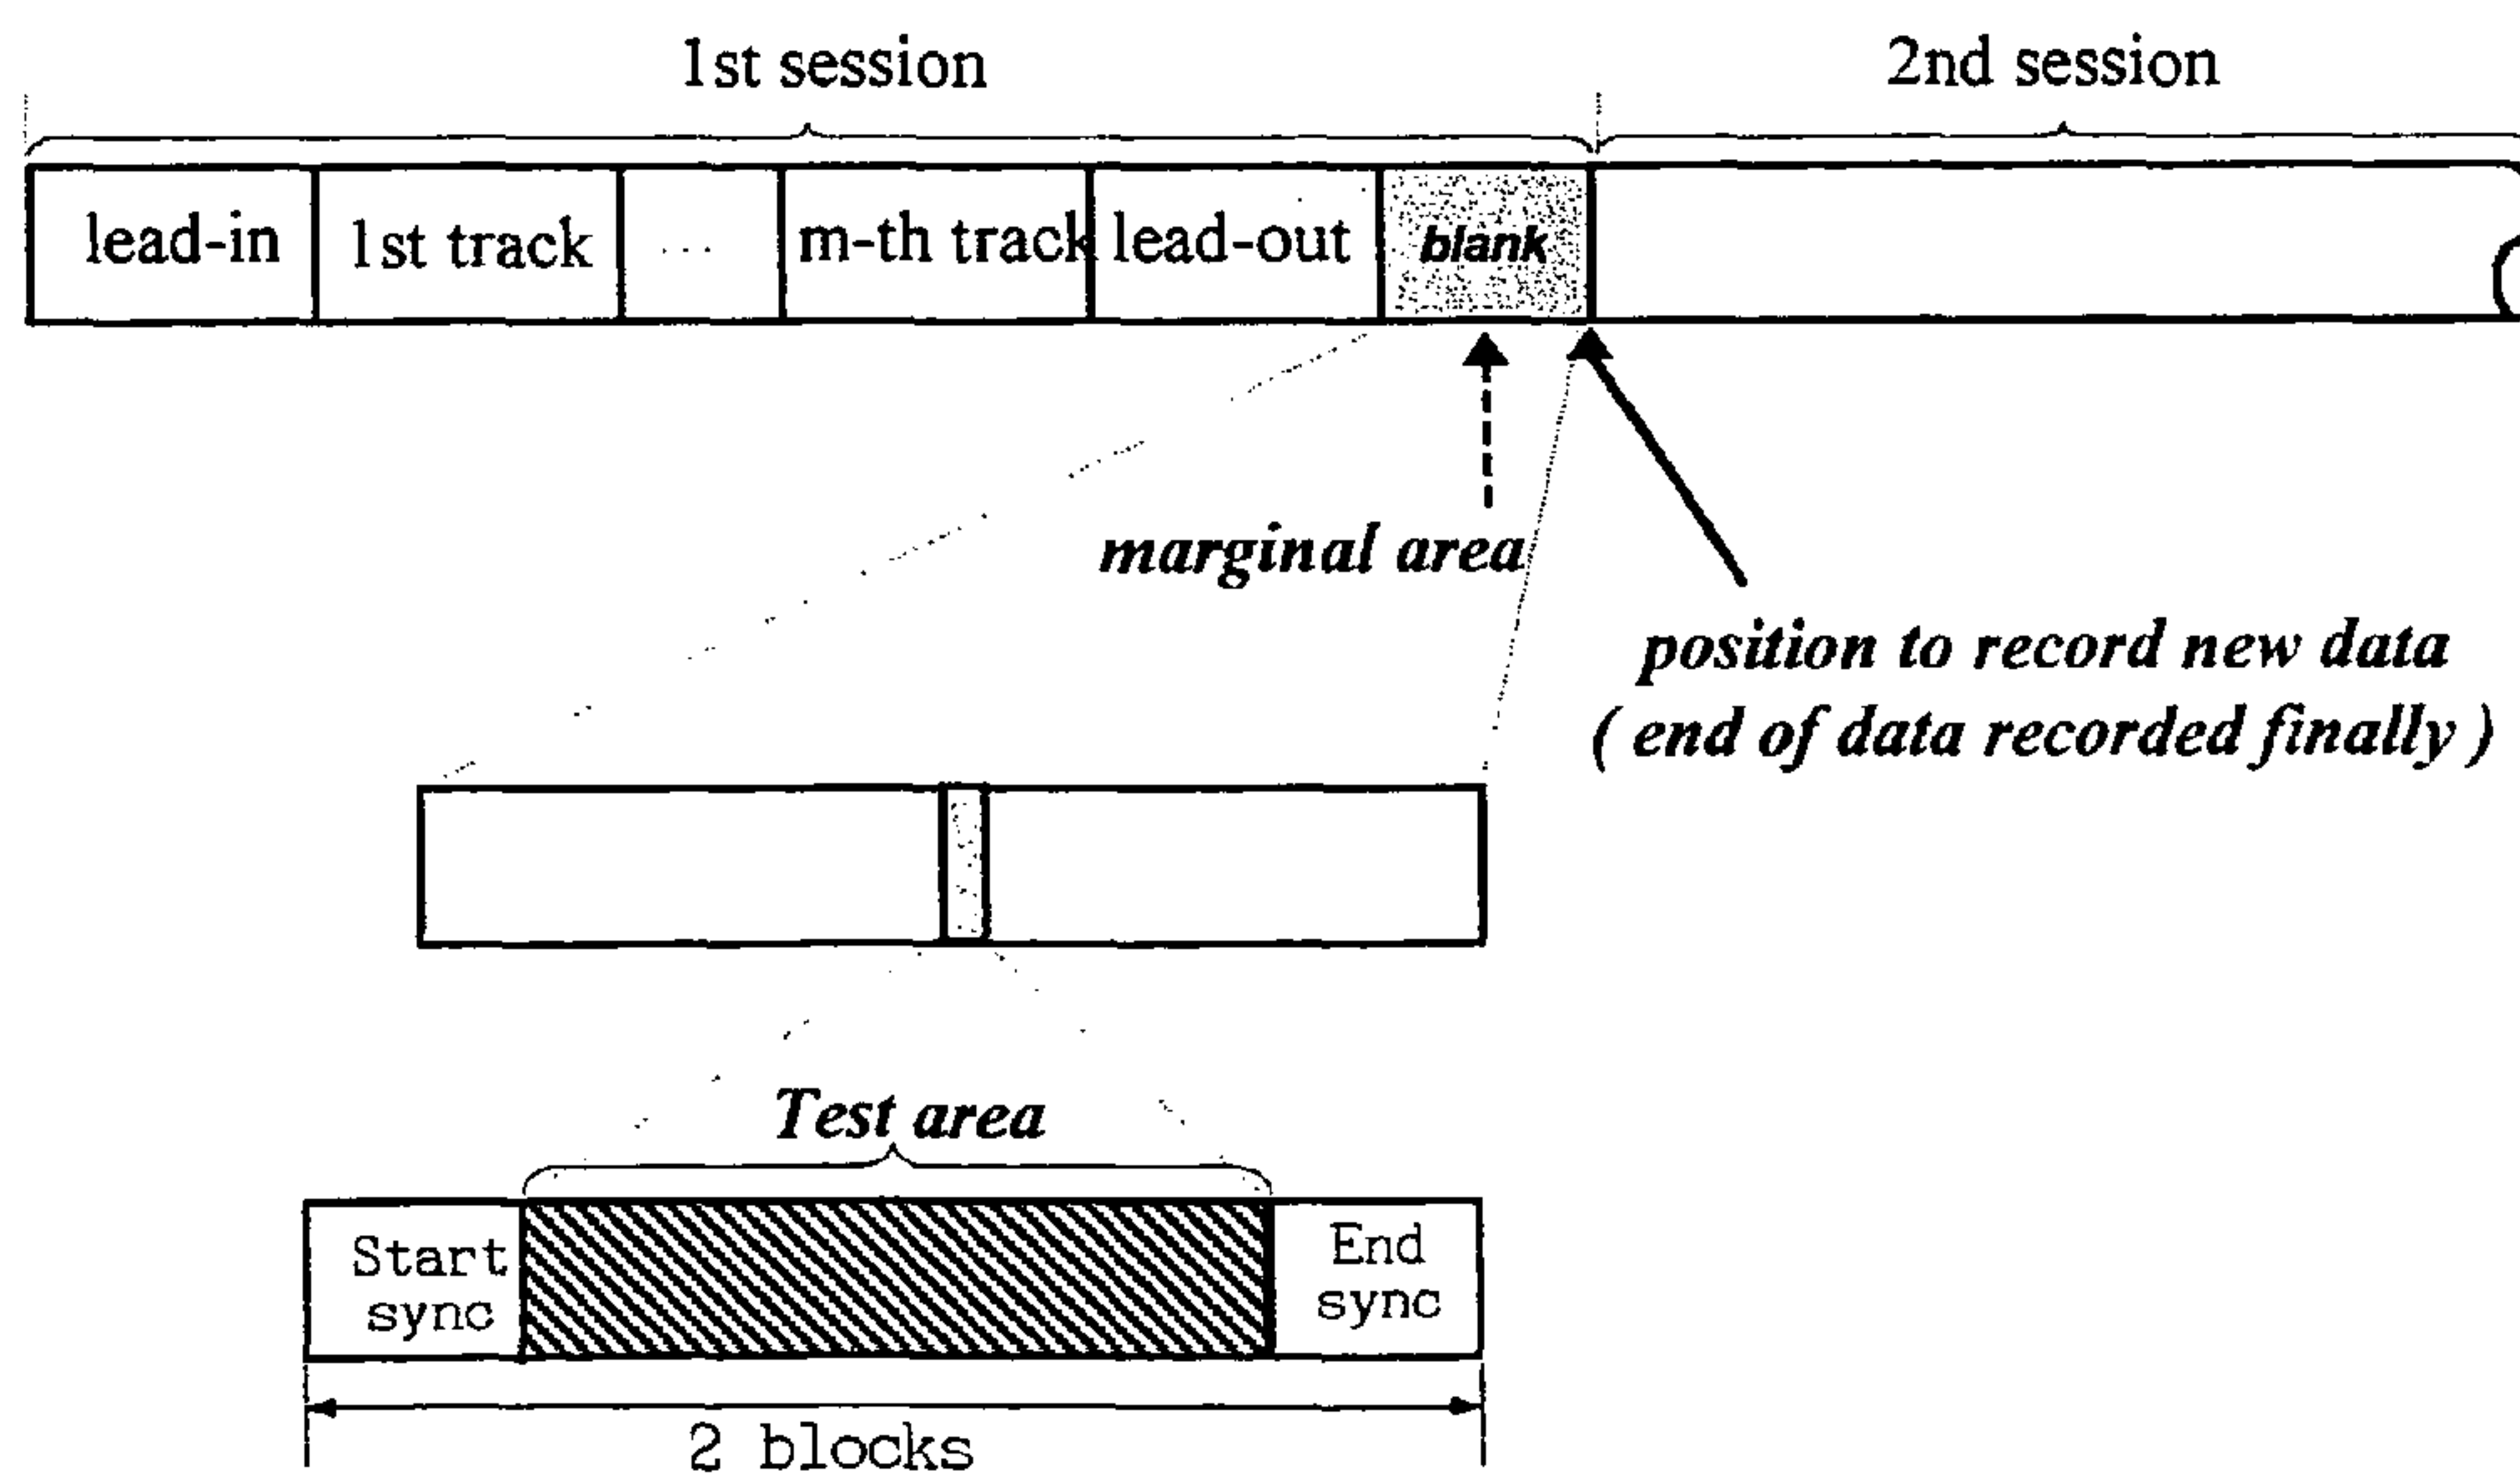 1st session
2nd session
lead-in
1st track
...
m-th track
lead-out
blank
marginal area
position to record new data
( end of data recorded finally )
Test area
Start
sync
End
sync
2 blocks